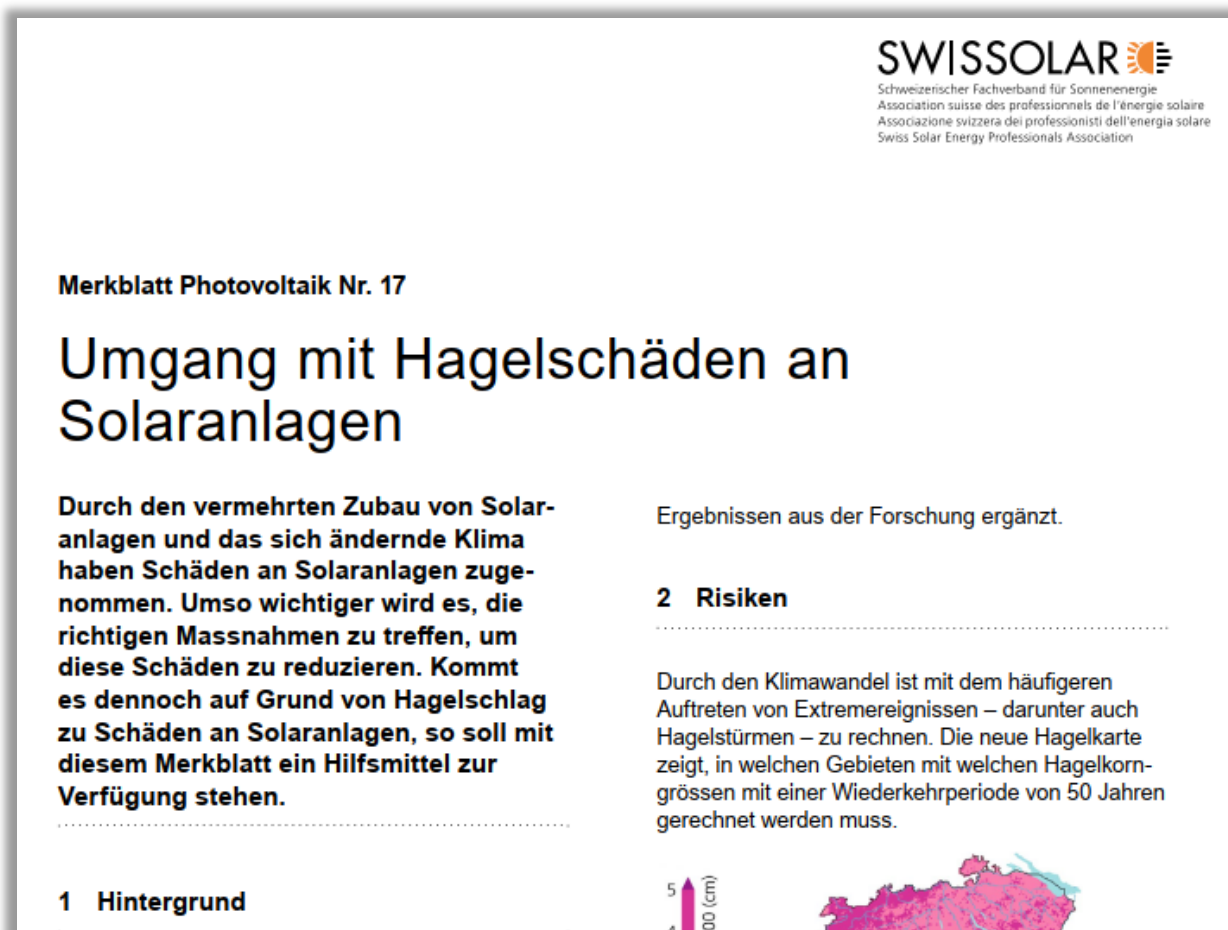 SWISSOLAR
Schweizerischer Fachverband für Sonnenenergie
Association suisse des professionnels de l'énergie solaire
Associazione svizzera dei professionisti dell'energia solare
Swiss Solar Energy Professionals Association
Merkblatt Photovoltaik Nr. 17
Umgang mit Hagelschäden an
Solaranlagen
Durch den vermehrten Zubau von Solar-
anlagen und das sich ändernde Klima
haben Schäden an Solaranlagen zuge-
nommen. Umso wichtiger wird es, die
richtigen Massnahmen zu treffen, um
diese Schäden zu reduzieren. Kommt
es dennoch auf Grund von Hagelschlag
zu Schäden an Solaranlagen, so soll mit
diesem Merkblatt ein Hilfsmittel zur
Verfügung stehen.
1 Hintergrund
Ergebnissen aus der Forschung ergänzt.
2 Risiken
Durch den Klimawandel ist mit dem häufigeren
Auftreten von Extremereignissen – darunter auch
Hagelstürmen – zu rechnen. Die neue Hagelkarte
zeigt, in welchen Gebieten mit welchen Hagelkorn-
grössen mit einer Wiederkehrperiode von 50 Jahren
gerechnet werden muss.
5
00 (cm)